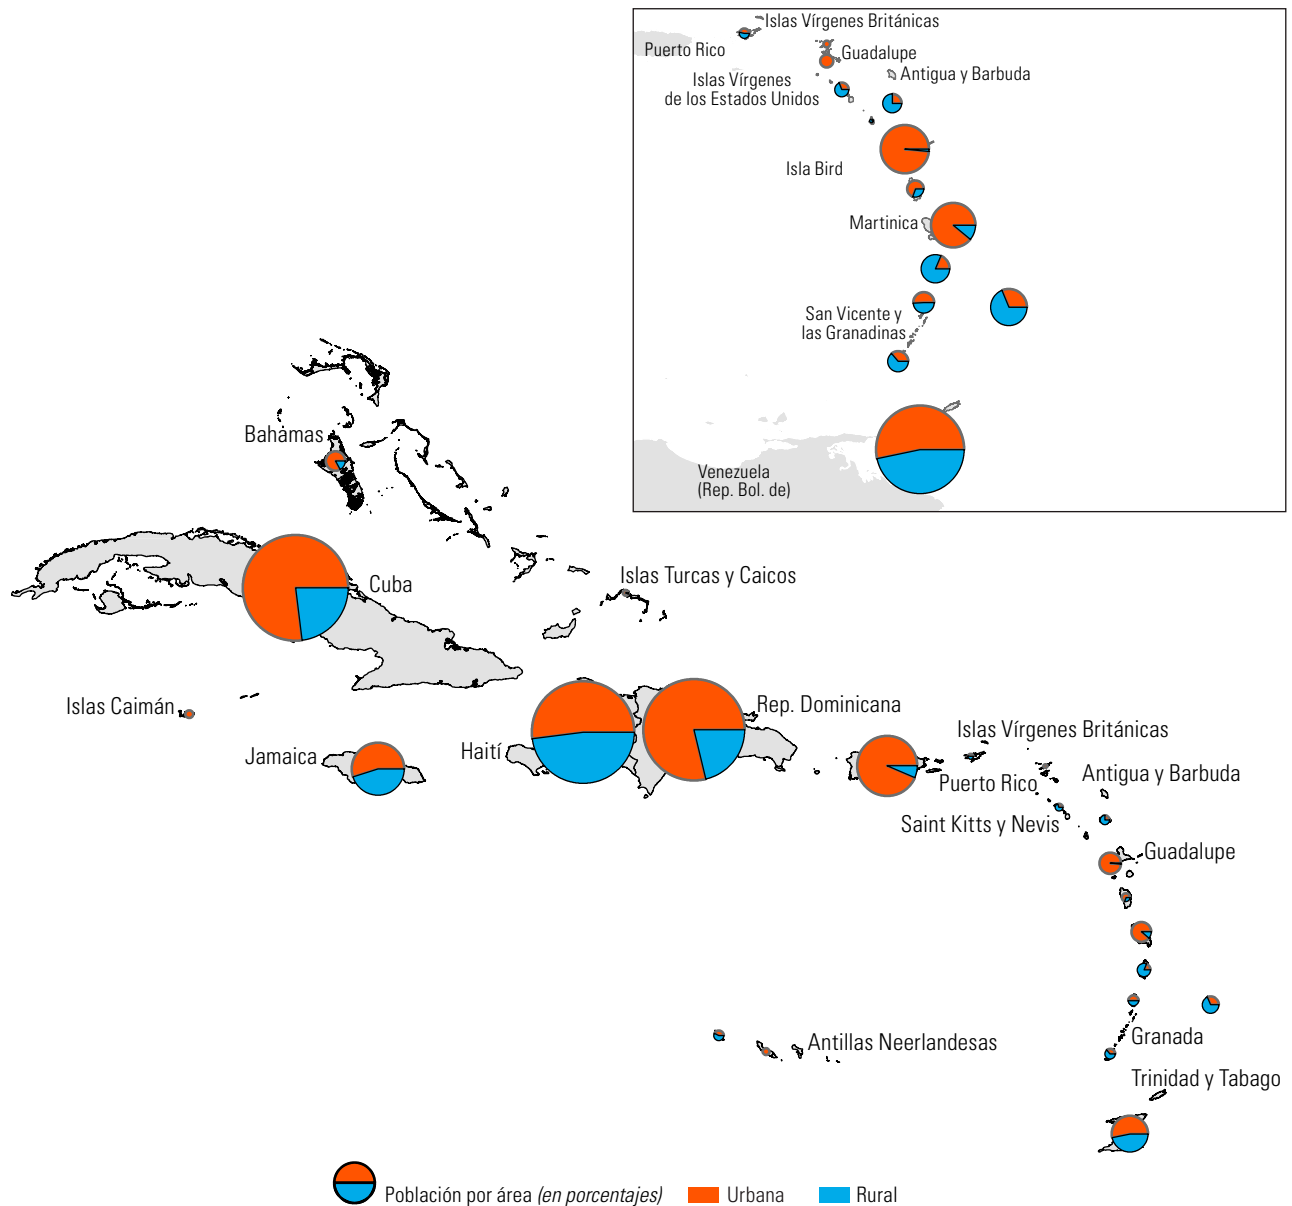 Islas Vírgenes Británicas
Puerto Rico
Guadalupe
Islas Vírgenes
de los Estados Unidos
Antigua y Barbuda
Isla Bird
Martinica
San Vicente y
las Granadinas
Venezuela
(Rep. Bol. de)
Bahamas
Cuba
Islas Turcas y Caicos
Islas Caimán
Jamaica
Haití
Rep. Dominicana
Islas Vírgenes Británicas
Puerto Rico
Antigua y Barbuda
Saint Kitts y Nevis
Guadalupe
Antillas Neerlandesas
Granada
Trinidad y Tabago
Población por área (en porcentajes)
Urbana
Rural